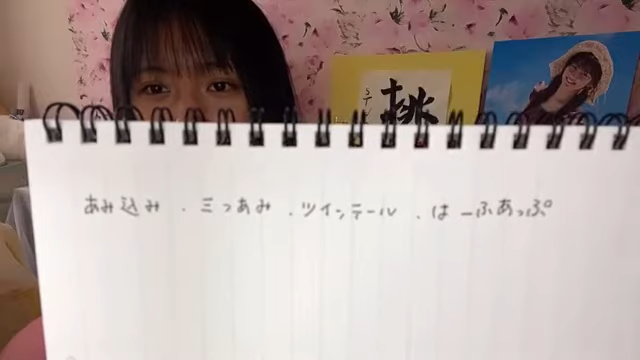 桃
あみ込み . 三つあみ . ツインテール . はーふあっぷ